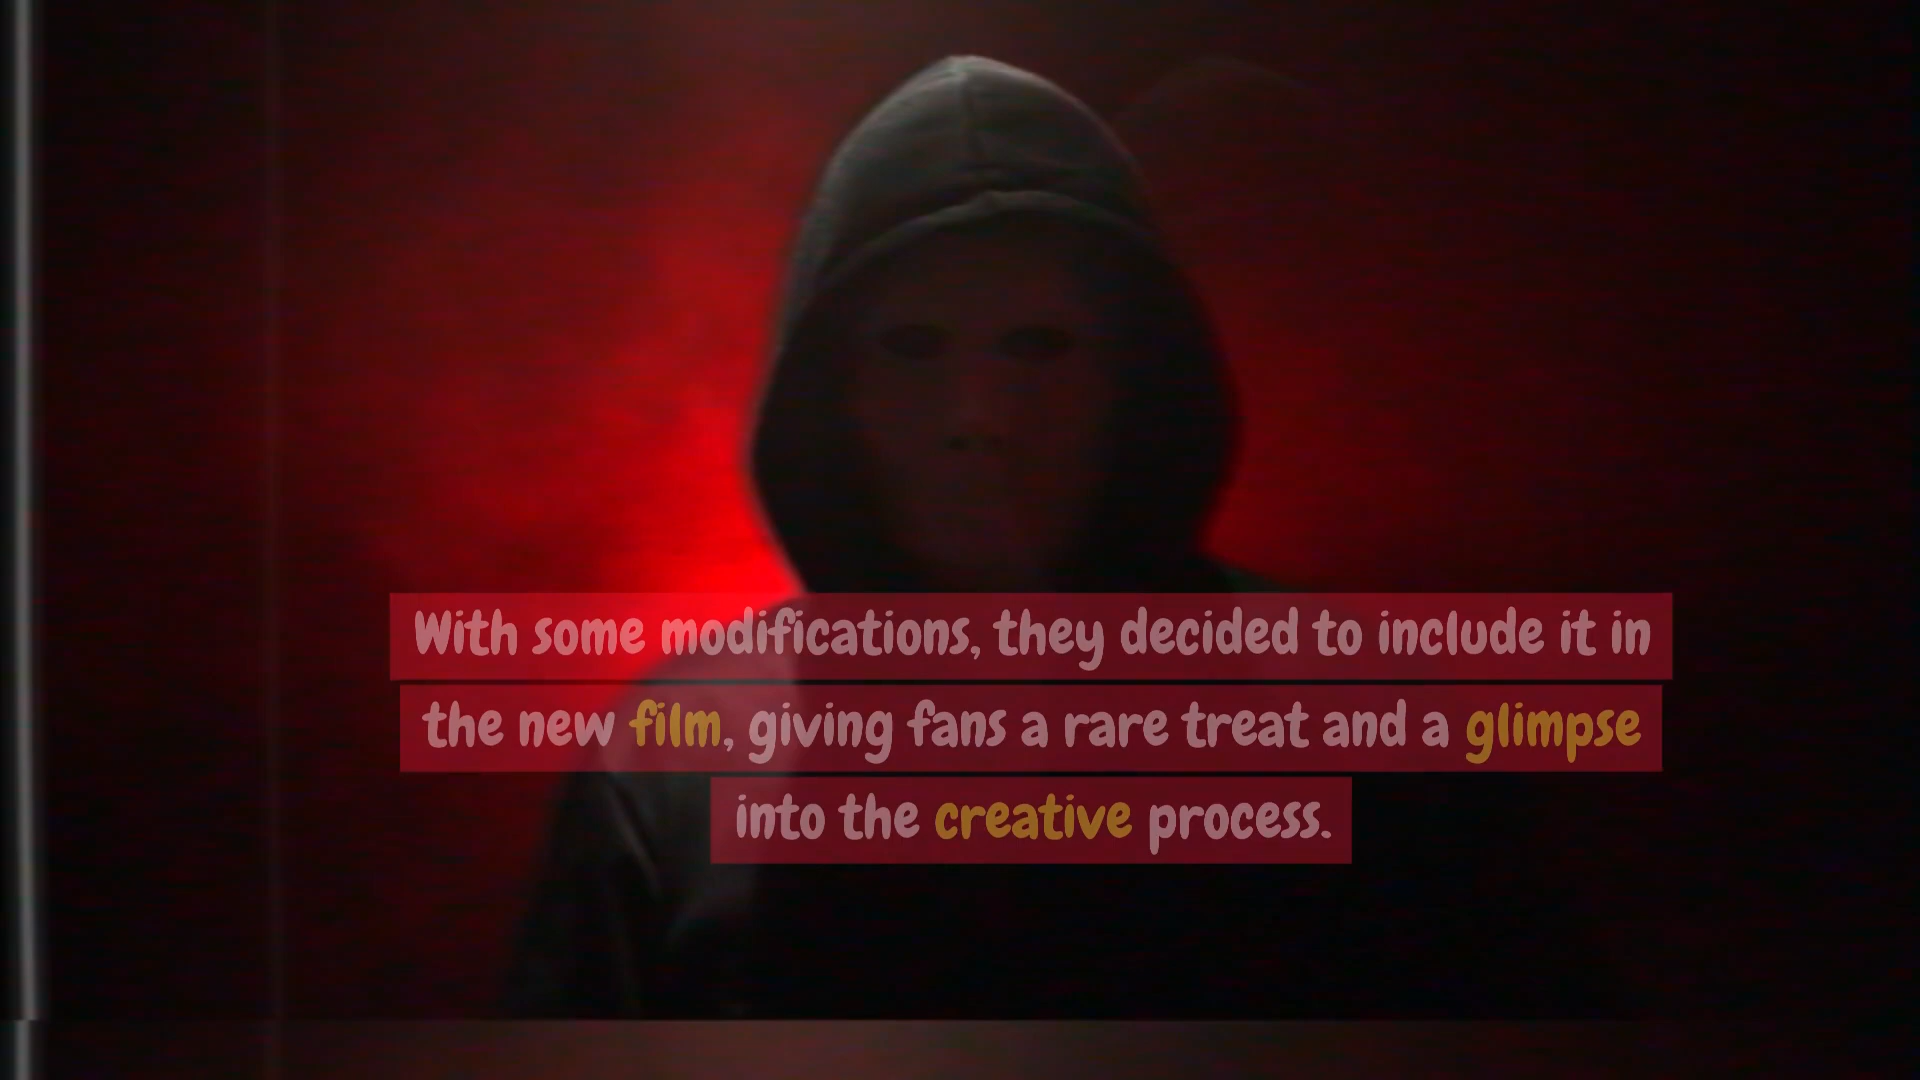 With some modifications, they decided to include it in
the new film, giving fans a rare treat and a glimpse
into the creative process.